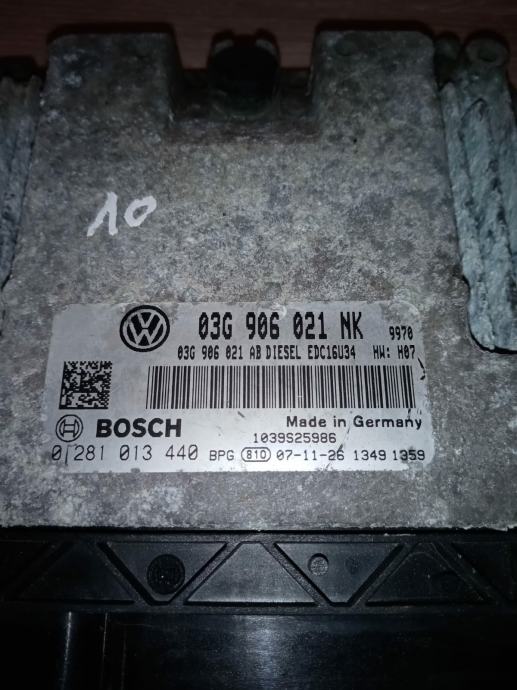 10
03G 906 021 NK 9970
03G 906 021 AB DIESEL EDC16U34 HW: H07
BOSCH Made in Germany
1039S25986
0 281 013 440 BPG 810 07-11-26 1349 1359